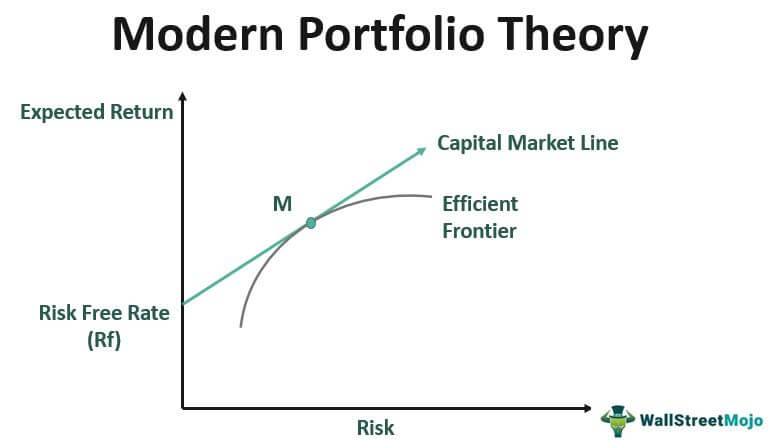 Modern Portfolio Theory
Expected Return
Capital Market Line
M
Efficient
Frontier
Risk Free Rate
(Rf)
Risk
WallStreetMojo